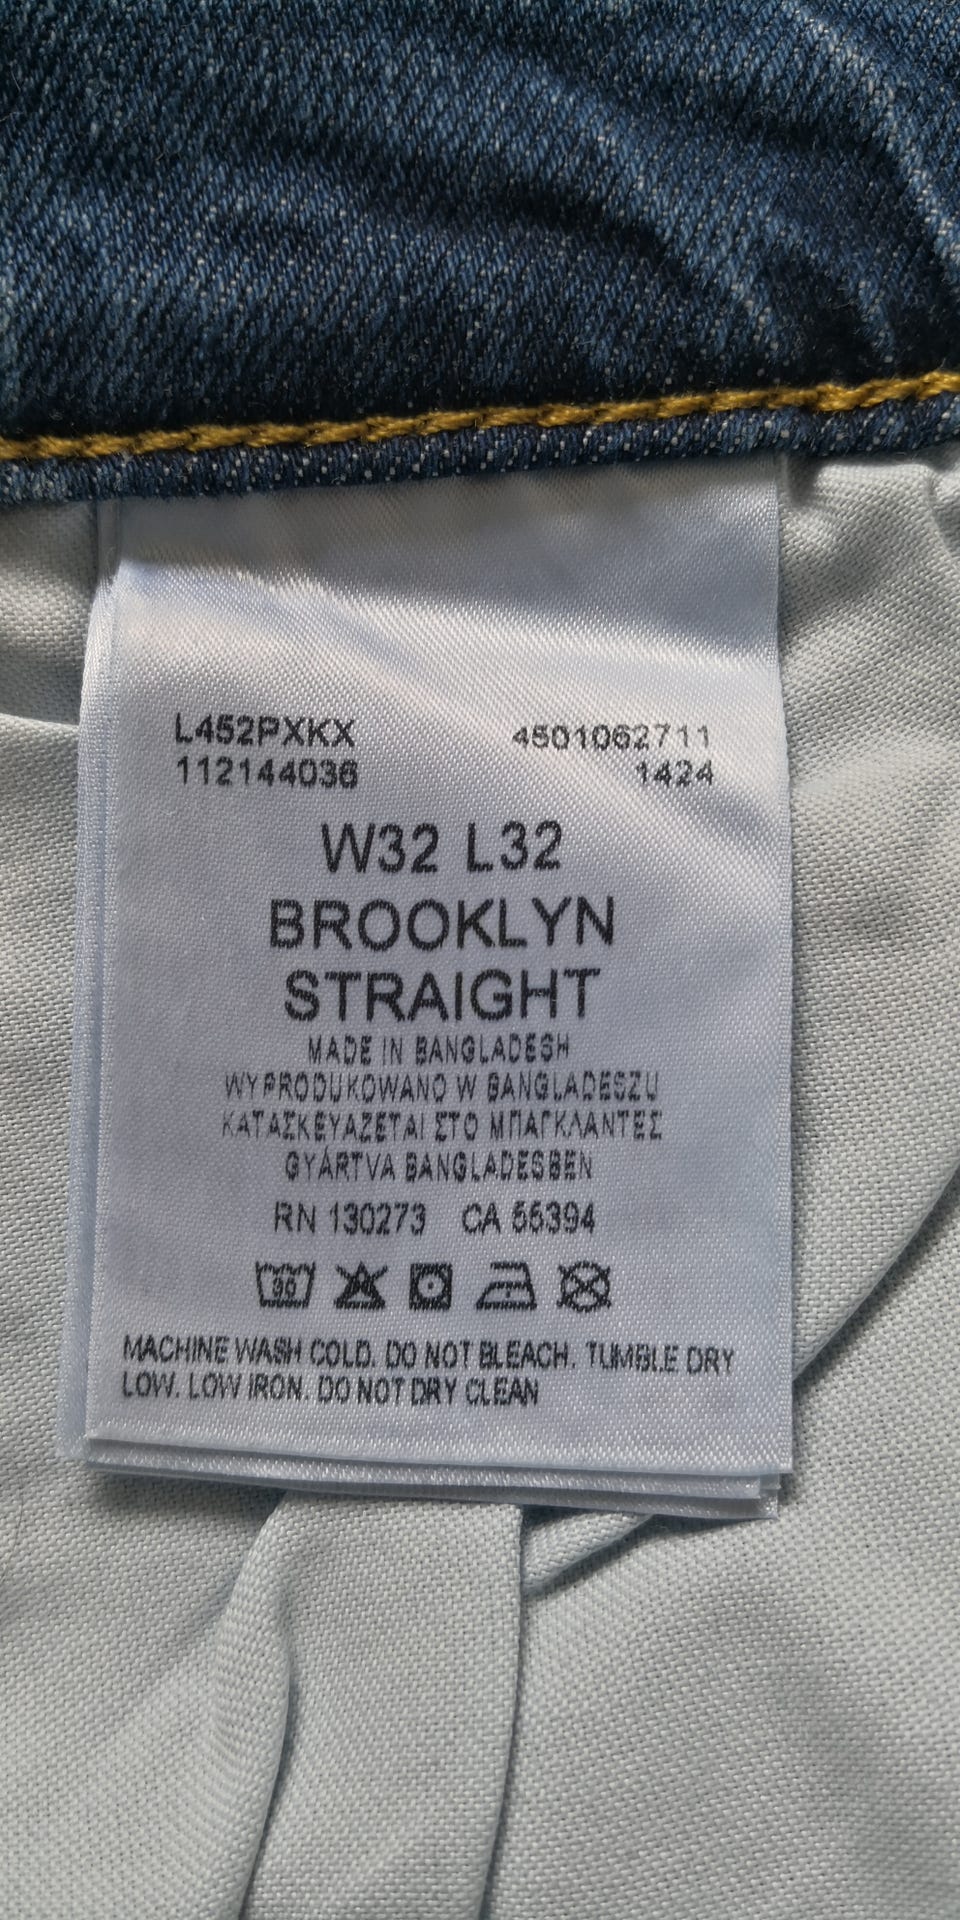 L452PXKX 4501062711
112144036 1424
W32 L32
BROOKLYN
STRAIGHT
MADE IN BANGLADESH
WYPRODUKOWANO W BANGLADESZU
ΚΑΤΑΣΚΕΥΑΖΕΤΑΙ ΣΤΟ ΜΠΑΓΚΛΑΝΤΕΣ
GYÁRTVA BANGLADESBEN
RN 130273 CA 55394
30
MACHINE WASH COLD. DO NOT BLEACH. TUMBLE DRY
LOW. LOW IRON. DO NOT DRY CLEAN